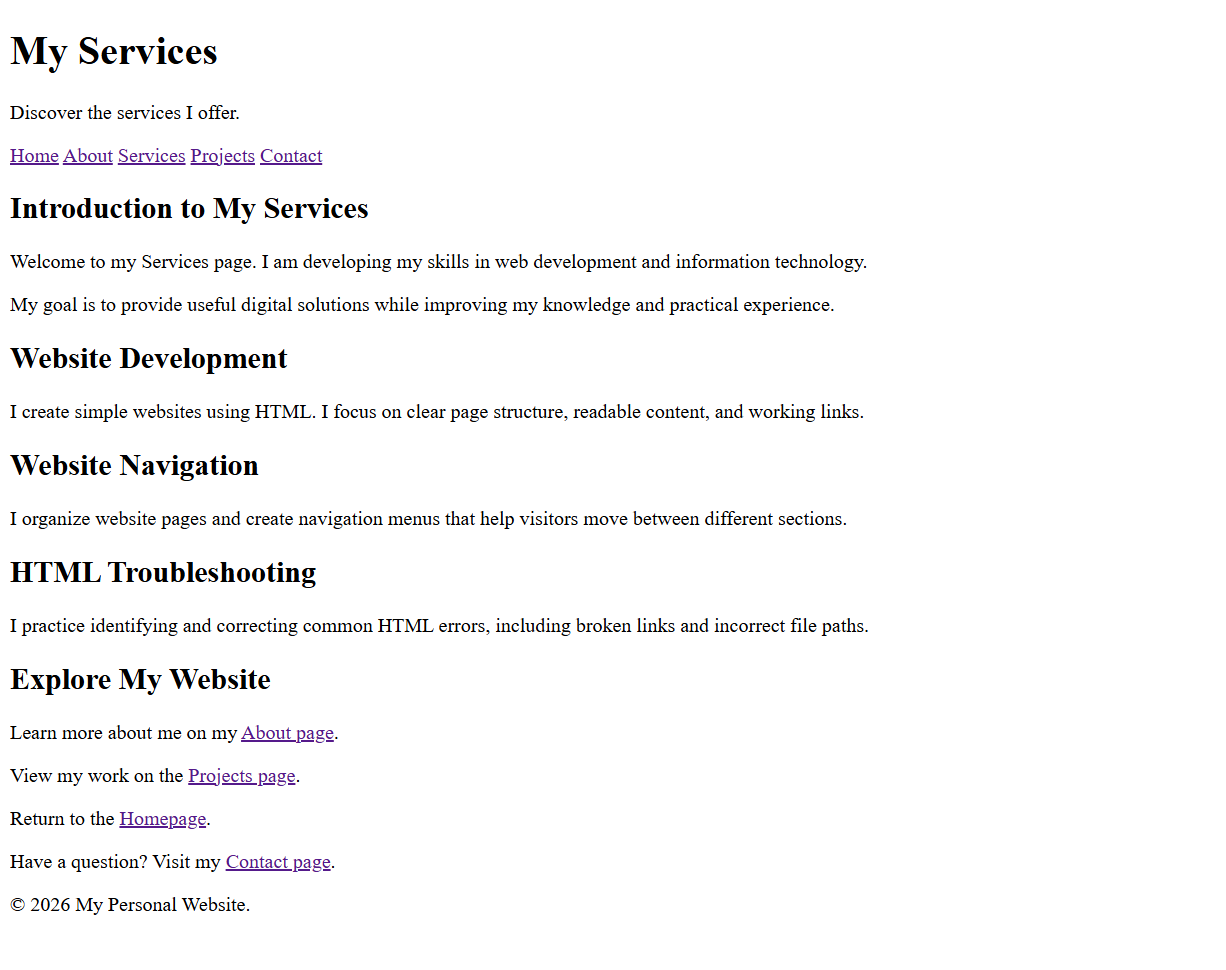 My Services
Discover the services I offer.
Home About Services Projects Contact
Introduction to My Services
Welcome to my Services page. I am developing my skills in web development and information technology.
My goal is to provide useful digital solutions while improving my knowledge and practical experience.
Website Development
I create simple websites using HTML. I focus on clear page structure, readable content, and working links.
Website Navigation
I organize website pages and create navigation menus that help visitors move between different sections.
HTML Troubleshooting
I practice identifying and correcting common HTML errors, including broken links and incorrect file paths.
Explore My Website
Learn more about me on my About page.
View my work on the Projects page.
Return to the Homepage.
Have a question? Visit my Contact page.
© 2026 My Personal Website.